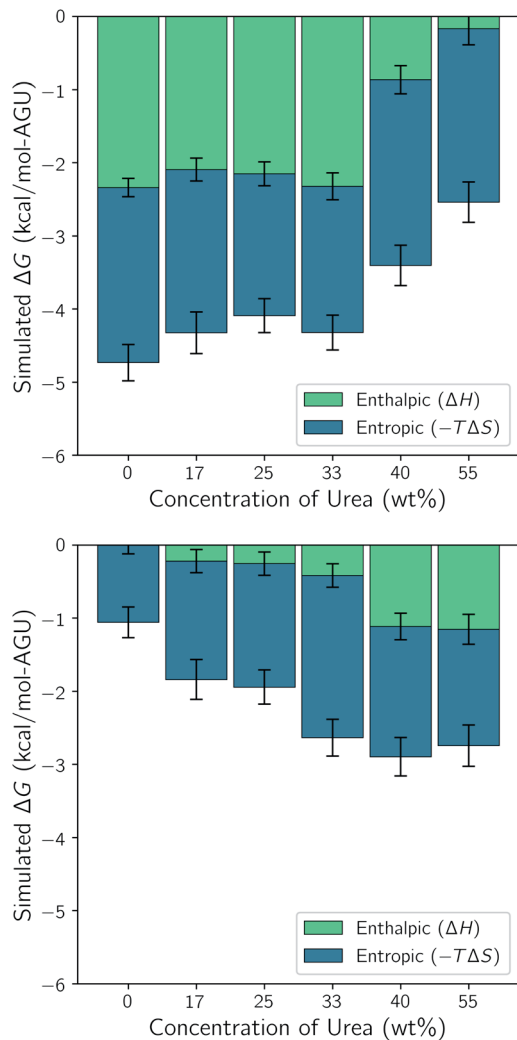 0
−1
−2
−3
−4
−5
−6
Simulated ΔG (kcal/mol-AGU)
Enthalpic (ΔH)
Entropic (−TΔS)
0 17 25 33 40 55
Concentration of Urea (wt%)
0
−1
−2
−3
−4
−5
−6
Simulated ΔG (kcal/mol-AGU)
Enthalpic (ΔH)
Entropic (−TΔS)
0 17 25 33 40 55
Concentration of Urea (wt%)